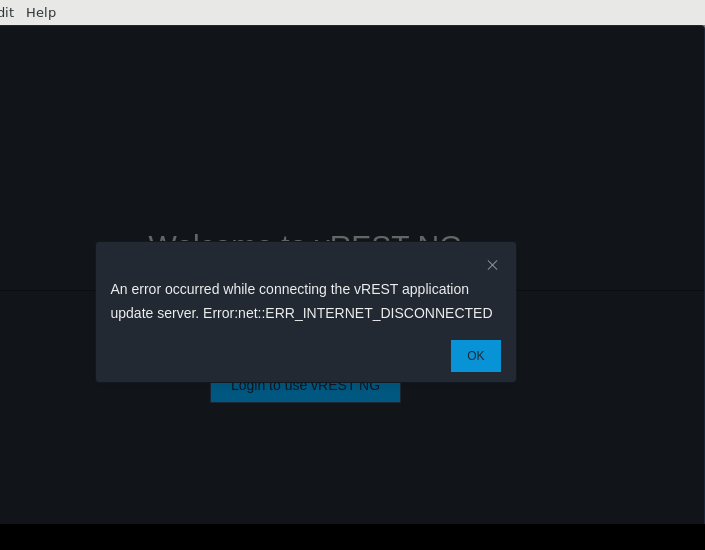 Help
Welcome to vREST NG
An error occurred while connecting the vREST application
update server. Error:net::ERR_INTERNET_DISCONNECTED
OK
Login to use vREST NG